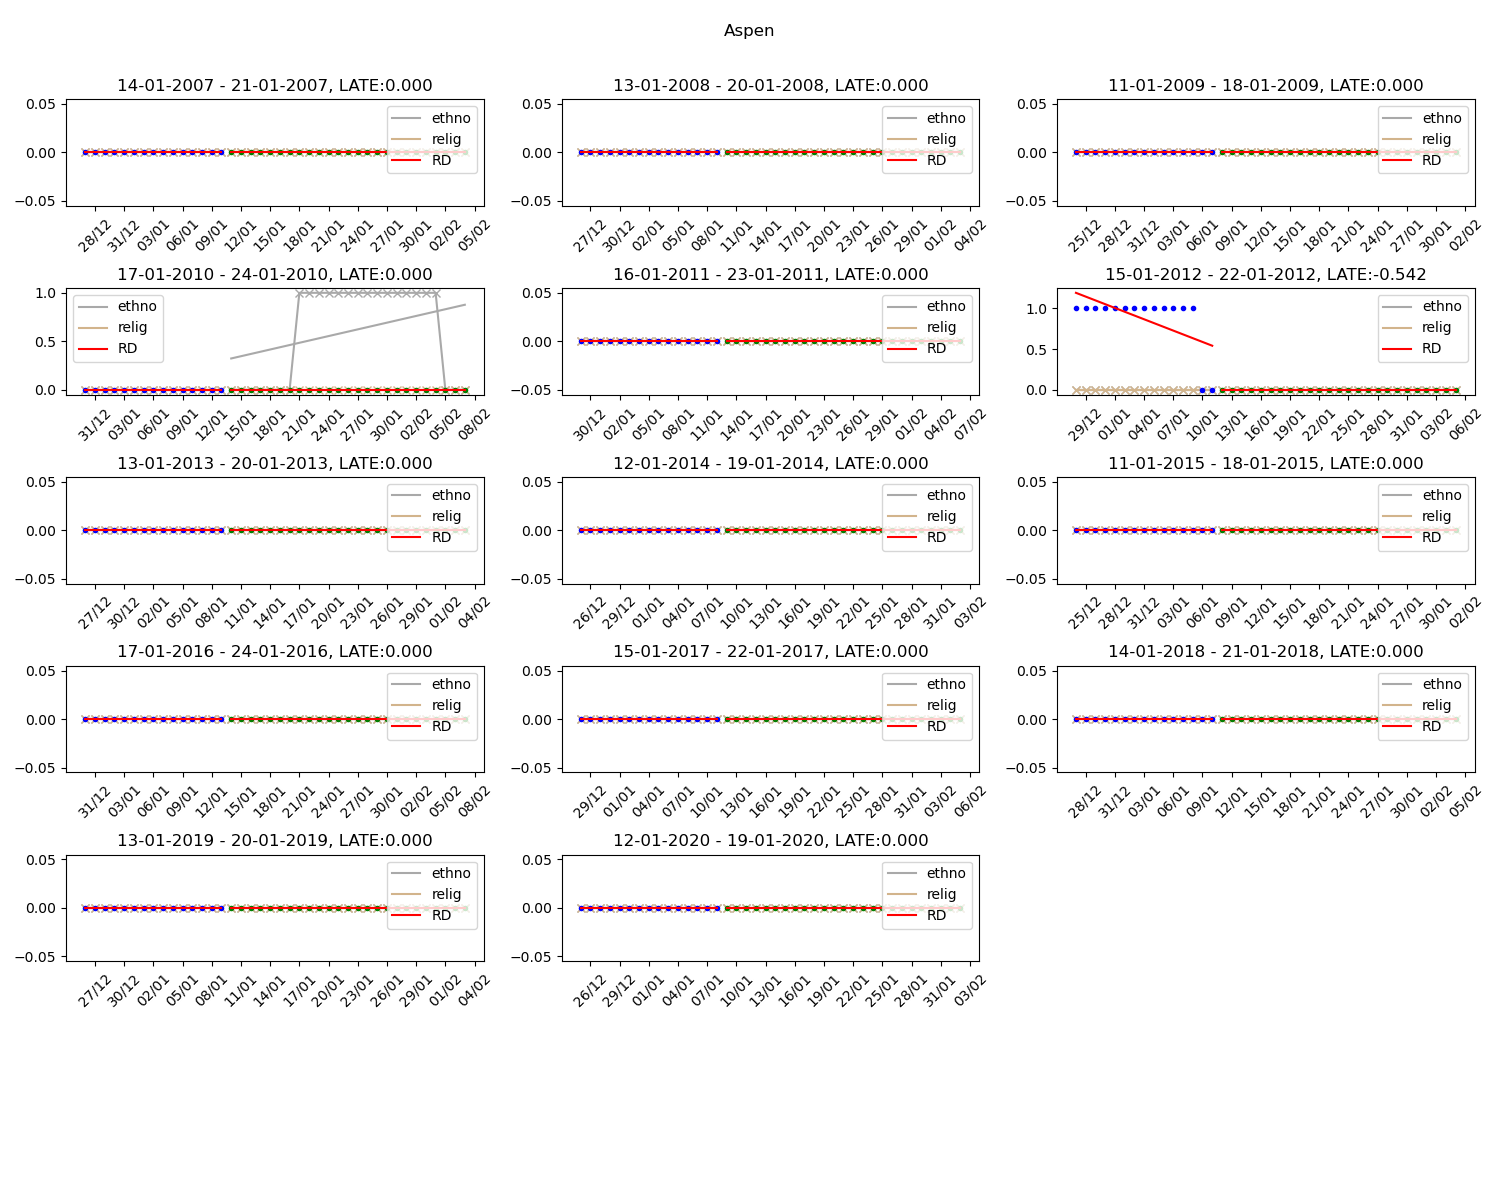 Aspen
14-01-2007 - 21-01-2007, LATE:0.000
0.05
0.00
−0.05
ethno
relig
RD
28/12 31/12 03/01 06/01 09/01 12/01 15/01 18/01 21/01 24/01 27/01 30/01 02/02 05/02
13-01-2008 - 20-01-2008, LATE:0.000
0.05
0.00
−0.05
ethno
relig
RD
27/12 30/12 02/01 05/01 08/01 11/01 14/01 17/01 20/01 23/01 26/01 29/01 01/02 04/02
11-01-2009 - 18-01-2009, LATE:0.000
0.05
0.00
−0.05
ethno
relig
RD
25/12 28/12 31/12 03/01 06/01 09/01 12/01 15/01 18/01 21/01 24/01 27/01 30/01 02/02
17-01-2010 - 24-01-2010, LATE:0.000
1.0
0.5
0.0
ethno
relig
RD
31/12 03/01 06/01 09/01 12/01 15/01 18/01 21/01 24/01 27/01 30/01 02/02 05/02 08/02
16-01-2011 - 23-01-2011, LATE:0.000
0.05
0.00
−0.05
ethno
relig
RD
30/12 02/01 05/01 08/01 11/01 14/01 17/01 20/01 23/01 26/01 29/01 01/02 04/02 07/02
15-01-2012 - 22-01-2012, LATE:-0.542
1.0
0.5
0.0
ethno
relig
RD
29/12 01/01 04/01 07/01 10/01 13/01 16/01 19/01 22/01 25/01 28/01 31/01 03/02 06/02
13-01-2013 - 20-01-2013, LATE:0.000
0.05
0.00
−0.05
ethno
relig
RD
27/12 30/12 02/01 05/01 08/01 11/01 14/01 17/01 20/01 23/01 26/01 29/01 01/02 04/02
12-01-2014 - 19-01-2014, LATE:0.000
0.05
0.00
−0.05
ethno
relig
RD
26/12 29/12 01/01 04/01 07/01 10/01 13/01 16/01 19/01 22/01 25/01 28/01 31/01 03/02
11-01-2015 - 18-01-2015, LATE:0.000
0.05
0.00
−0.05
ethno
relig
RD
25/12 28/12 31/12 03/01 06/01 09/01 12/01 15/01 18/01 21/01 24/01 27/01 30/01 02/02
17-01-2016 - 24-01-2016, LATE:0.000
0.05
0.00
−0.05
ethno
relig
RD
31/12 03/01 06/01 09/01 12/01 15/01 18/01 21/01 24/01 27/01 30/01 02/02 05/02 08/02
15-01-2017 - 22-01-2017, LATE:0.000
0.05
0.00
−0.05
ethno
relig
RD
29/12 01/01 04/01 07/01 10/01 13/01 16/01 19/01 22/01 25/01 28/01 31/01 03/02 06/02
14-01-2018 - 21-01-2018, LATE:0.000
0.05
0.00
−0.05
ethno
relig
RD
28/12 31/12 03/01 06/01 09/01 12/01 15/01 18/01 21/01 24/01 27/01 30/01 02/02 05/02
13-01-2019 - 20-01-2019, LATE:0.000
0.05
0.00
−0.05
ethno
relig
RD
27/12 30/12 02/01 05/01 08/01 11/01 14/01 17/01 20/01 23/01 26/01 29/01 01/02 04/02
12-01-2020 - 19-01-2020, LATE:0.000
0.05
0.00
−0.05
ethno
relig
RD
26/12 29/12 01/01 04/01 07/01 10/01 13/01 16/01 19/01 22/01 25/01 28/01 31/01 03/02